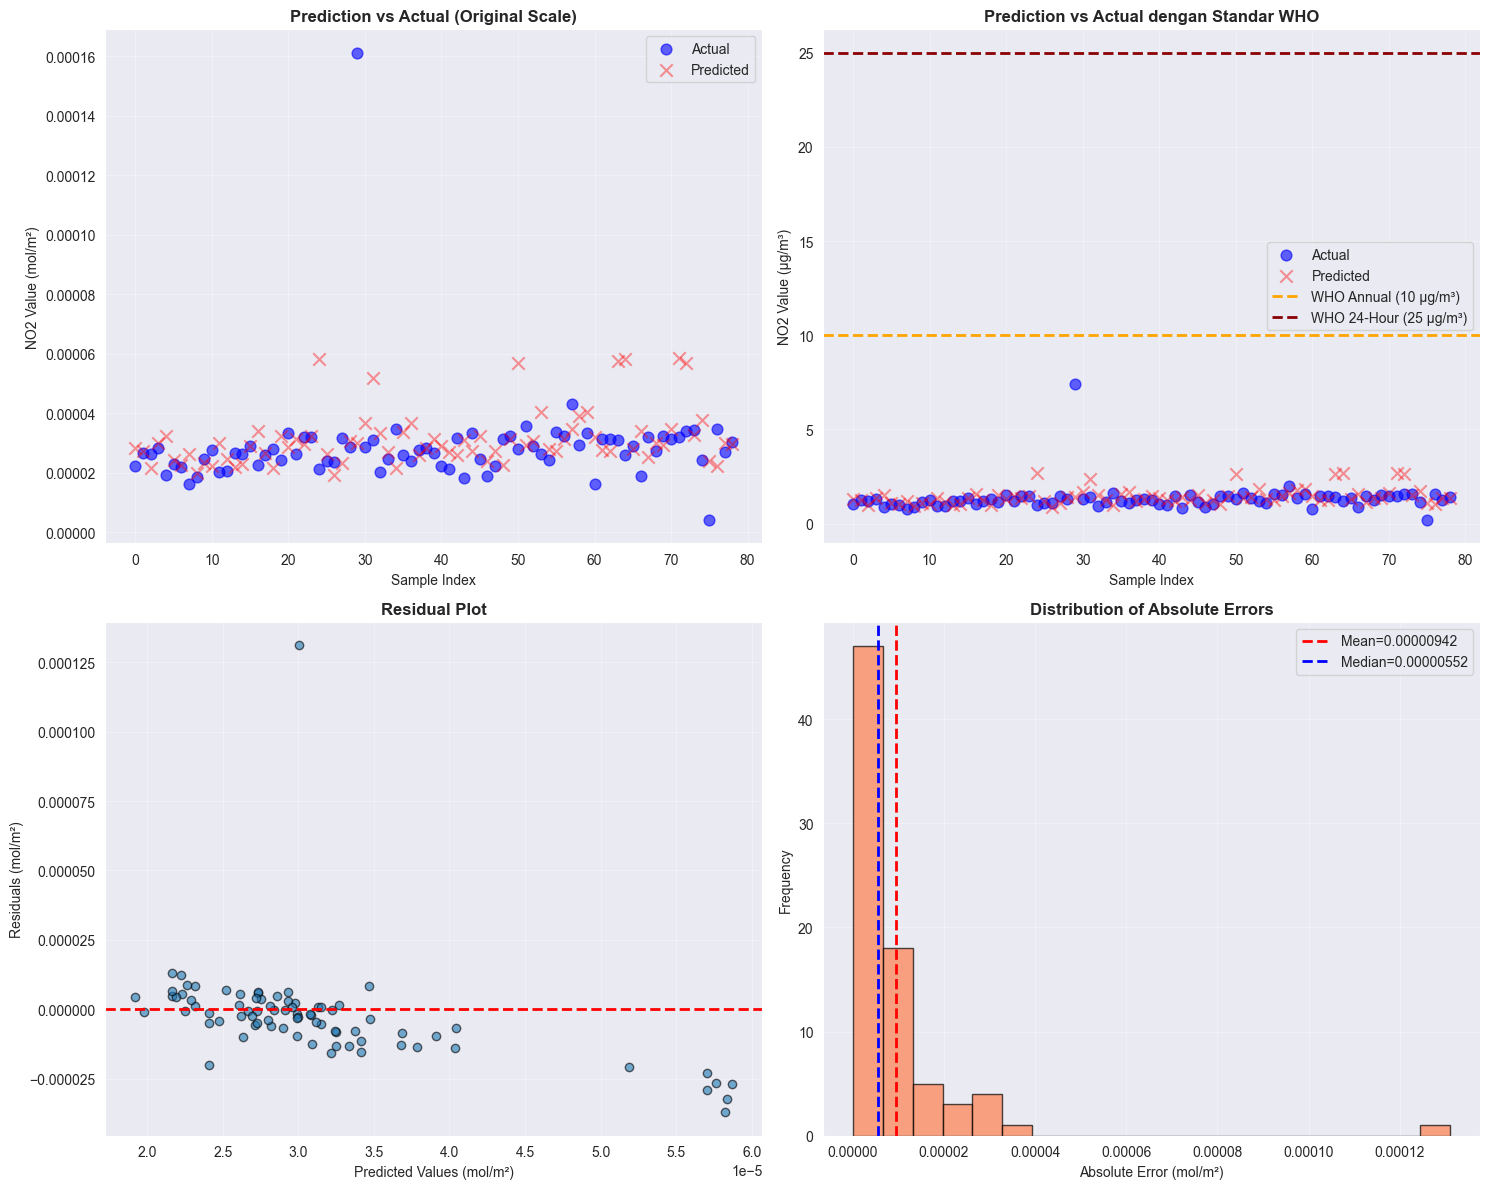 Prediction vs Actual (Original Scale)
NO2 Value (mol/m²)
0.00016
0.00014
0.00012
0.00010
0.00008
0.00006
0.00004
0.00002
0.00000
Actual
Predicted
0 10 20 30 40 50 60 70 80
Sample Index
Prediction vs Actual dengan Standar WHO
NO2 Value (µg/m³)
25
20
15
10
5
0
Actual
Predicted
WHO Annual (10 µg/m³)
WHO 24-Hour (25 µg/m³)
0 10 20 30 40 50 60 70 80
Sample Index
Residual Plot
Residuals (mol/m²)
0.000125
0.000100
0.000075
0.000050
0.000025
0.000000
−0.000025
2.0 2.5 3.0 3.5 4.0 4.5 5.0 5.5 6.0
1e−5
Predicted Values (mol/m²)
Distribution of Absolute Errors
Frequency
40
30
20
10
0
Mean=0.00000942
Median=0.00000552
0.00000 0.00002 0.00004 0.00006 0.00008 0.00010 0.00012
Absolute Error (mol/m²)